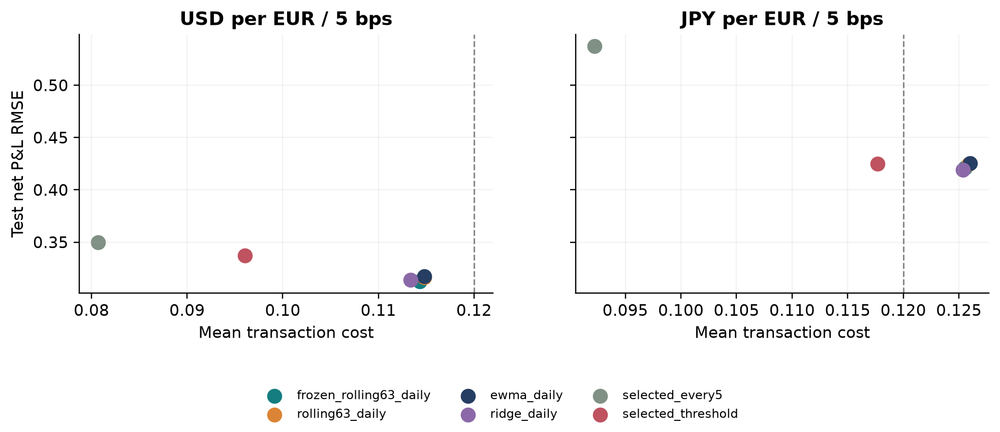 USD per EUR / 5 bps
JPY per EUR / 5 bps
Test net P&L RMSE
0.50
0.45
0.40
0.35
0.08 0.09 0.10 0.11 0.12
0.095 0.100 0.105 0.110 0.115 0.120 0.125
Mean transaction cost
Mean transaction cost
frozen_rolling63_daily
rolling63_daily
ewma_daily
ridge_daily
selected_every5
selected_threshold